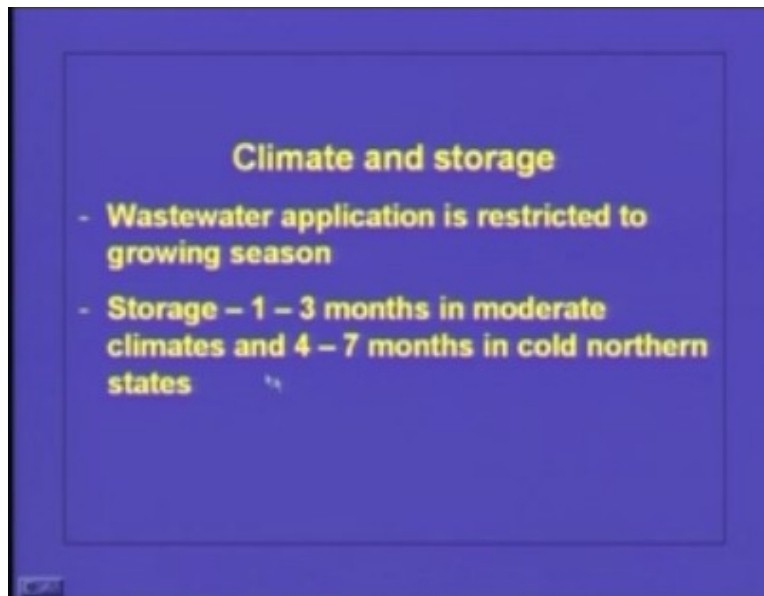 Climate and storage
- Wastewater application is restricted to
growing season
- Storage – 1 – 3 months in moderate
climates and 4 – 7 months in cold northern
states